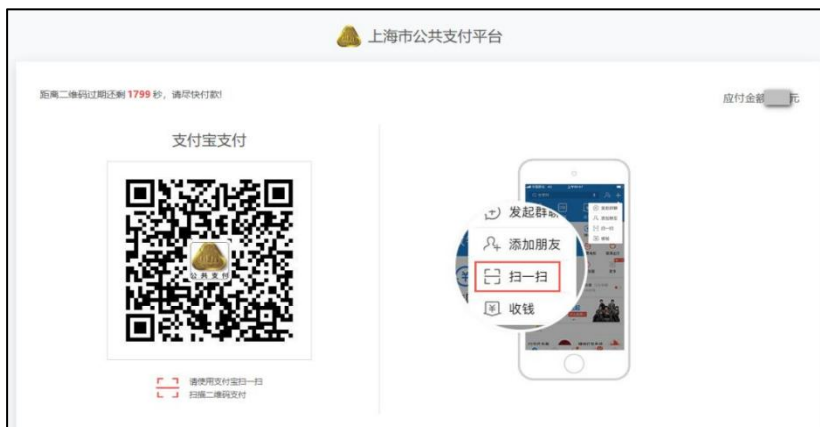 上海市公共支付平台
距离二维码过期还剩 1799 秒，请尽快付款!
应付金额 元
支付宝支付
公共支付
请使用支付宝扫一扫
扫描二维码支付
发起群聊
添加朋友
扫一扫
收钱